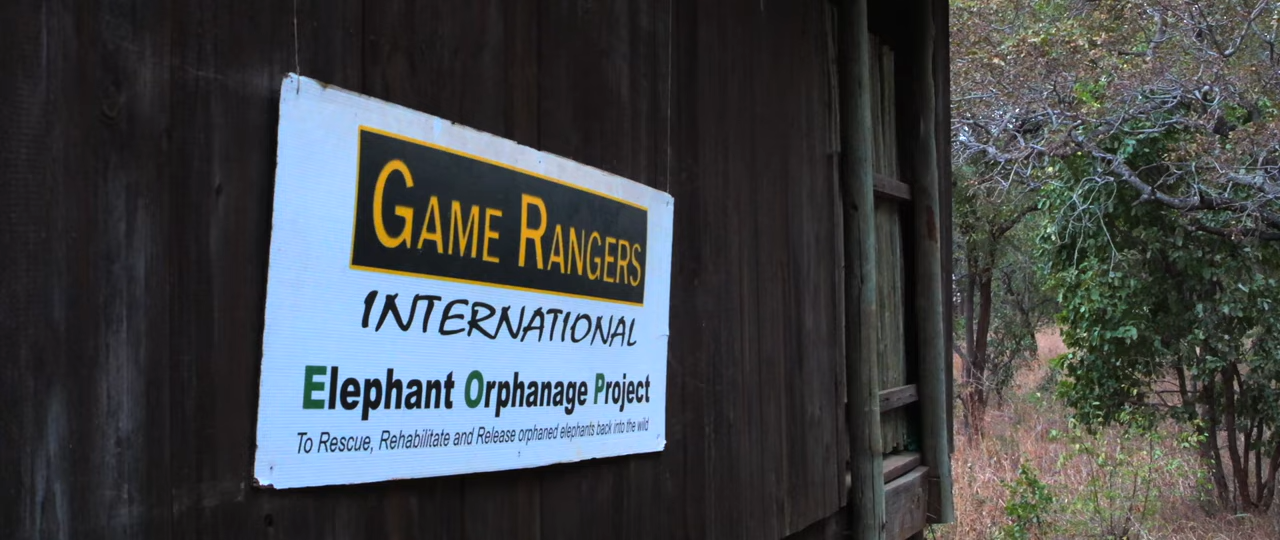 GAME RANGERS
INTERNATIONAL
Elephant Orphanage Project
To Rescue, Rehabilitate and Release orphaned elephants back into the wild